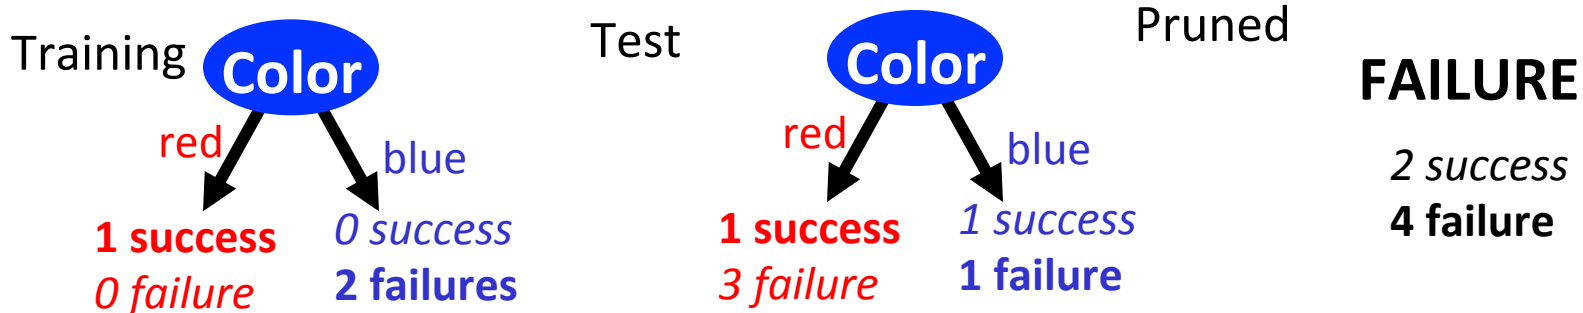 Training
Color
red
blue
1 success
0 failure
0 success
2 failures
Test
Color
red
blue
1 success
3 failure
1 success
1 failure
Pruned
FAILURE
2 success
4 failure